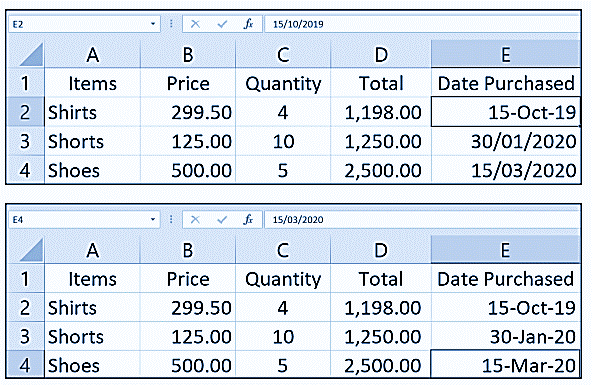 E2 fx 15/10/2019
A B C D E
1 Items Price Quantity Total Date Purchased
2 Shirts 299.50 4 1,198.00 15-Oct-19
3 Shorts 125.00 10 1,250.00 30/01/2020
4 Shoes 500.00 5 2,500.00 15/03/2020
E4 fx 15/03/2020
A B C D E
1 Items Price Quantity Total Date Purchased
2 Shirts 299.50 4 1,198.00 15-Oct-19
3 Shorts 125.00 10 1,250.00 30-Jan-20
4 Shoes 500.00 5 2,500.00 15-Mar-20